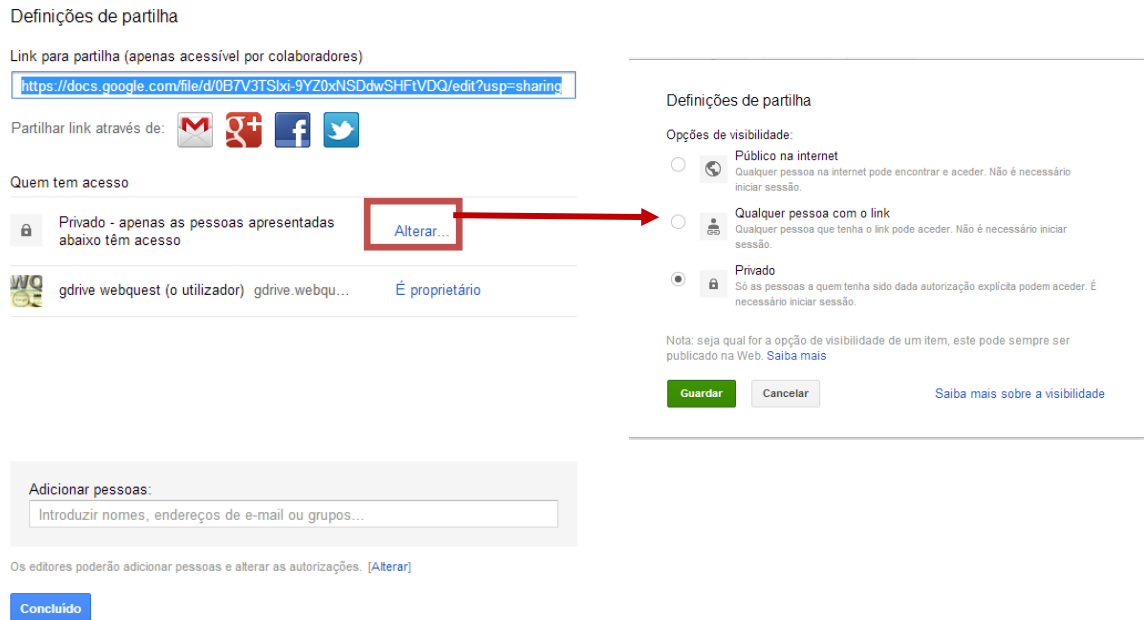 Definições de partilha
Link para partilha (apenas acessível por colaboradores)
https://docs.google.com/file/d/0B7V3TSlxi-9YZ0xNSDdwSHFtVDQ/edit?usp=sharing
Partilhar link através de:
Quem tem acesso
Privado - apenas as pessoas apresentadas
abaixo têm acesso
Alterar...
WQ
gdrive webquest (o utilizador) gdrive.webqu...
É proprietário
Adicionar pessoas:
Introduzir nomes, endereços de e-mail ou grupos...
Os editores poderão adicionar pessoas e alterar as autorizações. [Alterar]
Concluído
Definições de partilha
Opções de visibilidade:
Público na internet
Qualquer pessoa na internet pode encontrar e aceder. Não é necessário
iniciar sessão.
Qualquer pessoa com o link
Qualquer pessoa que tenha o link pode aceder. Não é necessário iniciar
sessão.
Privado
Só as pessoas a quem tenha sido dada autorização explícita podem aceder. É
necessário iniciar sessão.
Nota: seja qual for a opção de visibilidade de um item, este pode sempre ser
publicado na Web. Saiba mais
Guardar
Cancelar
Saiba mais sobre a visibilidade